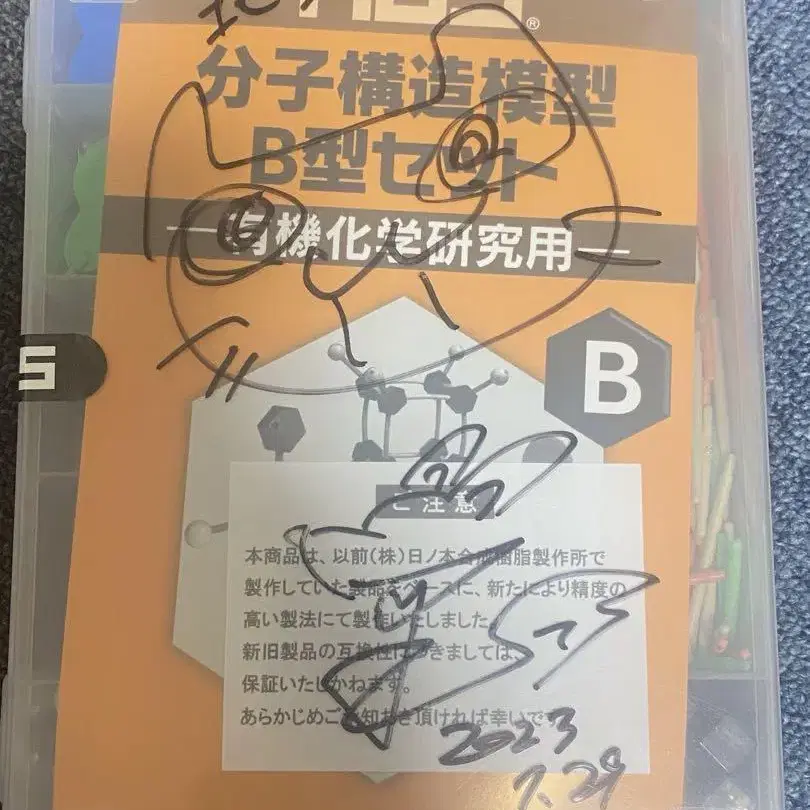 HGS®
分子構造模型
B型セット
―有機化学研究用―
B
S
ご注意
本商品は、以前(株)日ノ本合成樹脂製作所で
製作していた製品をベースに、新たにより精度の
高い製法にて製作いたしました。
新旧製品の互換性につきましては、
保証いたしかねます。
あらかじめご承知おき頂ければ幸いです
2023
7.29